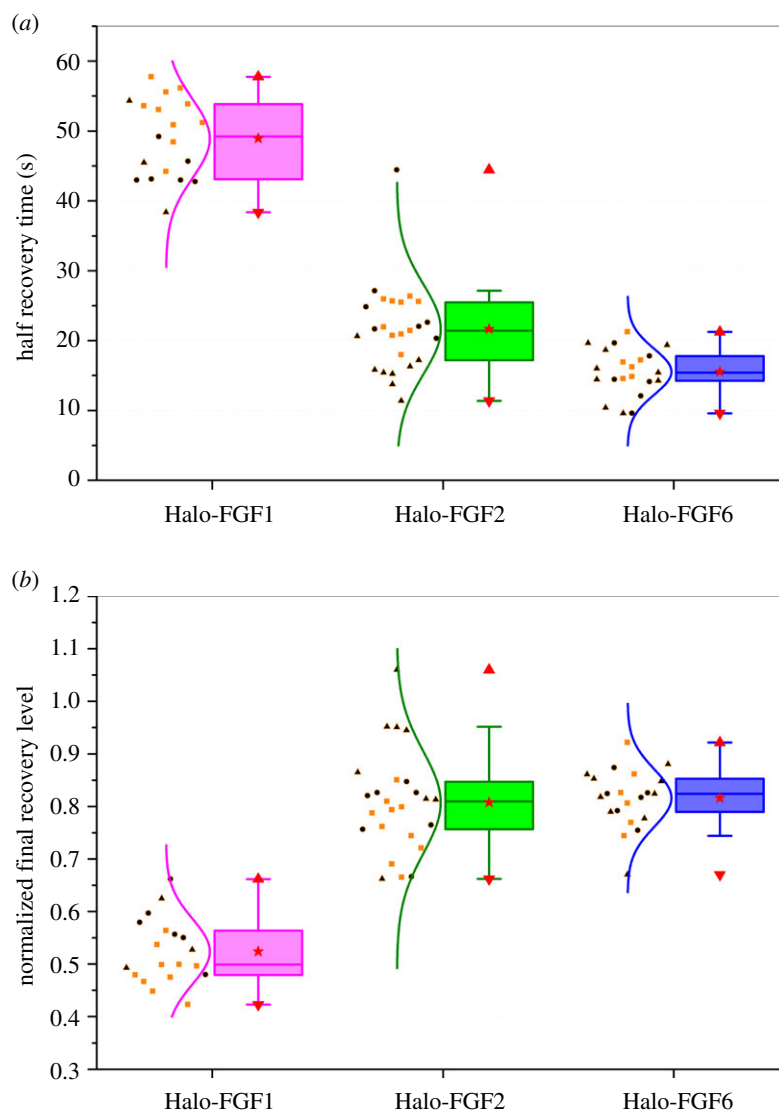 (a)
60
50
40
30
20
10
0
half recovery time (s)
Halo-FGF1 Halo-FGF2 Halo-FGF6
(b)
1.2
1.1
1.0
0.9
0.8
0.7
0.6
0.5
0.4
0.3
normalized final recovery level
Halo-FGF1 Halo-FGF2 Halo-FGF6